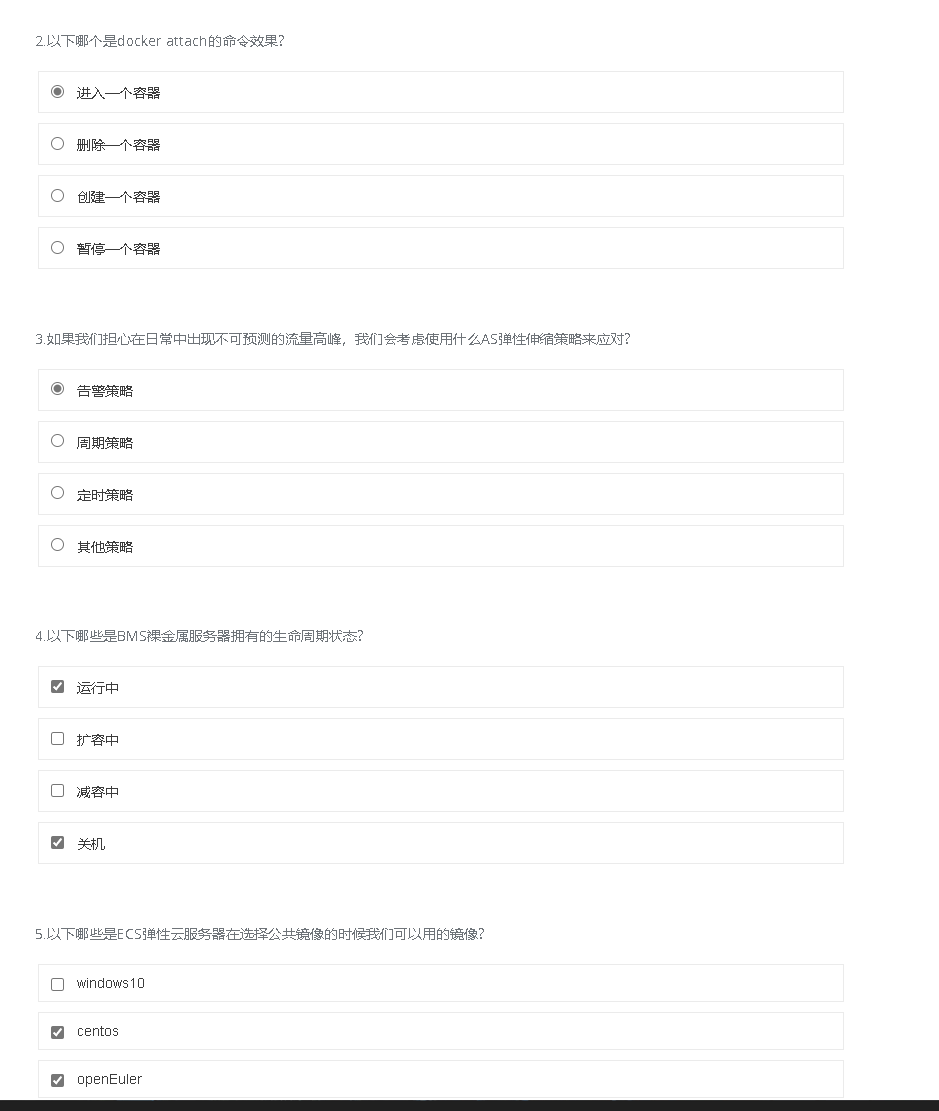 2.以下哪个是docker attach的命令效果?
进入一个容器
删除一个容器
创建一个容器
暂停一个容器
3.如果我们担心在日常中出现不可预测的流量高峰，我们会考虑使用什么AS弹性伸缩策略来应对?
告警策略
周期策略
定时策略
其他策略
4.以下哪些是BMS裸金属服务器拥有的生命周期状态?
运行中
扩容中
减容中
关机
5.以下哪些是ECS弹性云服务器在选择公共镜像的时候我们可以用的镜像?
windows10
centos
openEuler